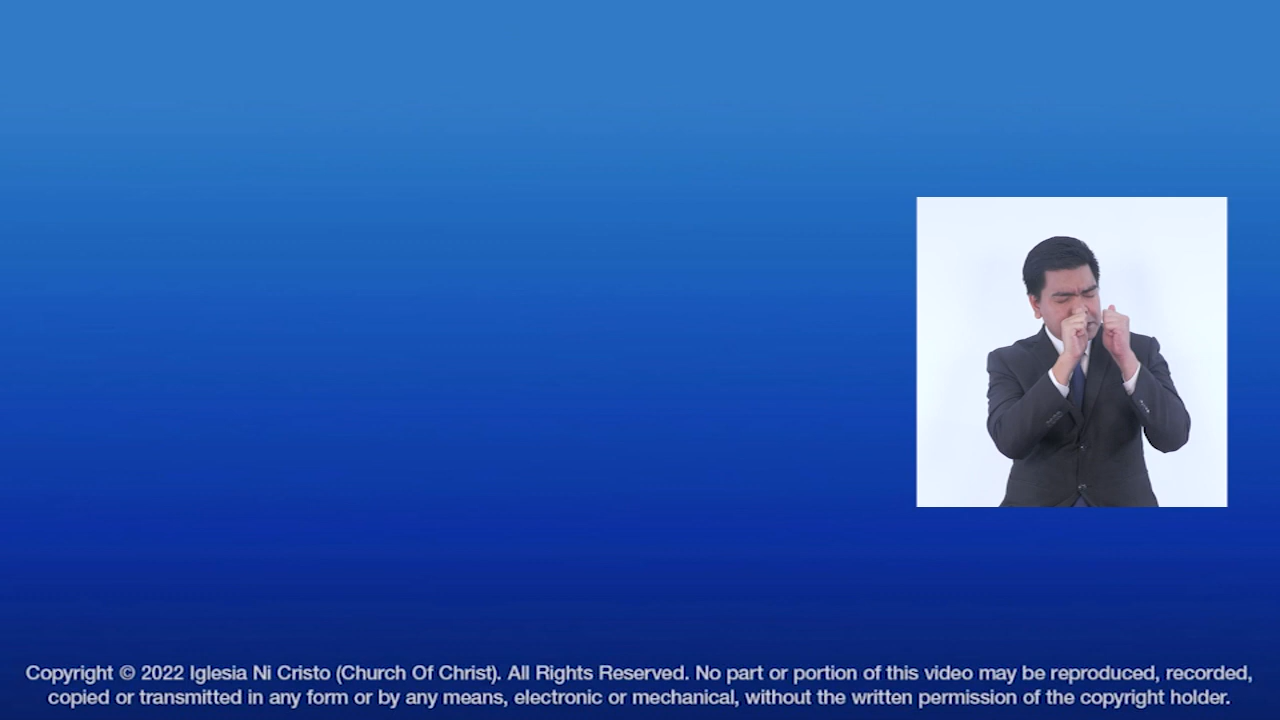 Copyright © 2022 Iglesia Ni Cristo (Church Of Christ). All Rights Reserved. No part or portion of this video may be reproduced, recorded,
copied or transmitted in any form or by any means, electronic or mechanical, without the written permission of the copyright holder.